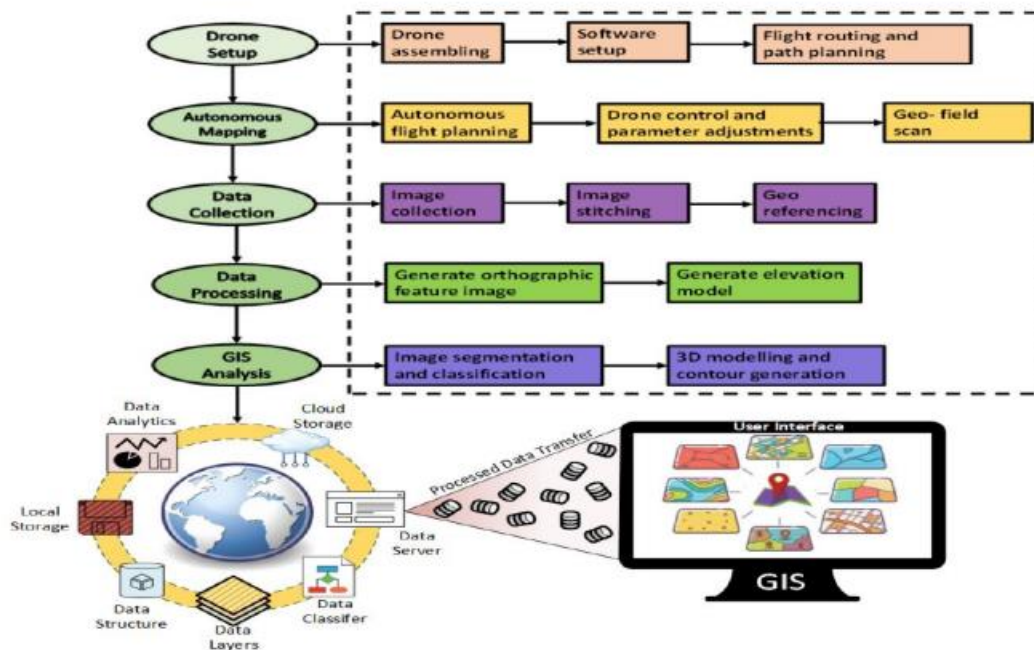 Drone
Setup
Drone
assembling
Software
setup
Flight routing and
path planning
Autonomous
Mapping
Autonomous
flight planning
Drone control and
parameter adjustments
Geo- field
scan
Data
Collection
Image
collection
Image
stitching
Geo
referencing
Data
Processing
Generate orthographic
feature image
Generate elevation
model
GIS
Analysis
Image segmentation
and classification
3D modelling and
contour generation
Data
Analytics
Cloud
Storage
Local
Storage
Data
Server
Data
Structure
Data
Layers
Data
Classifer
Processed Data Transfer
User Interface
GIS